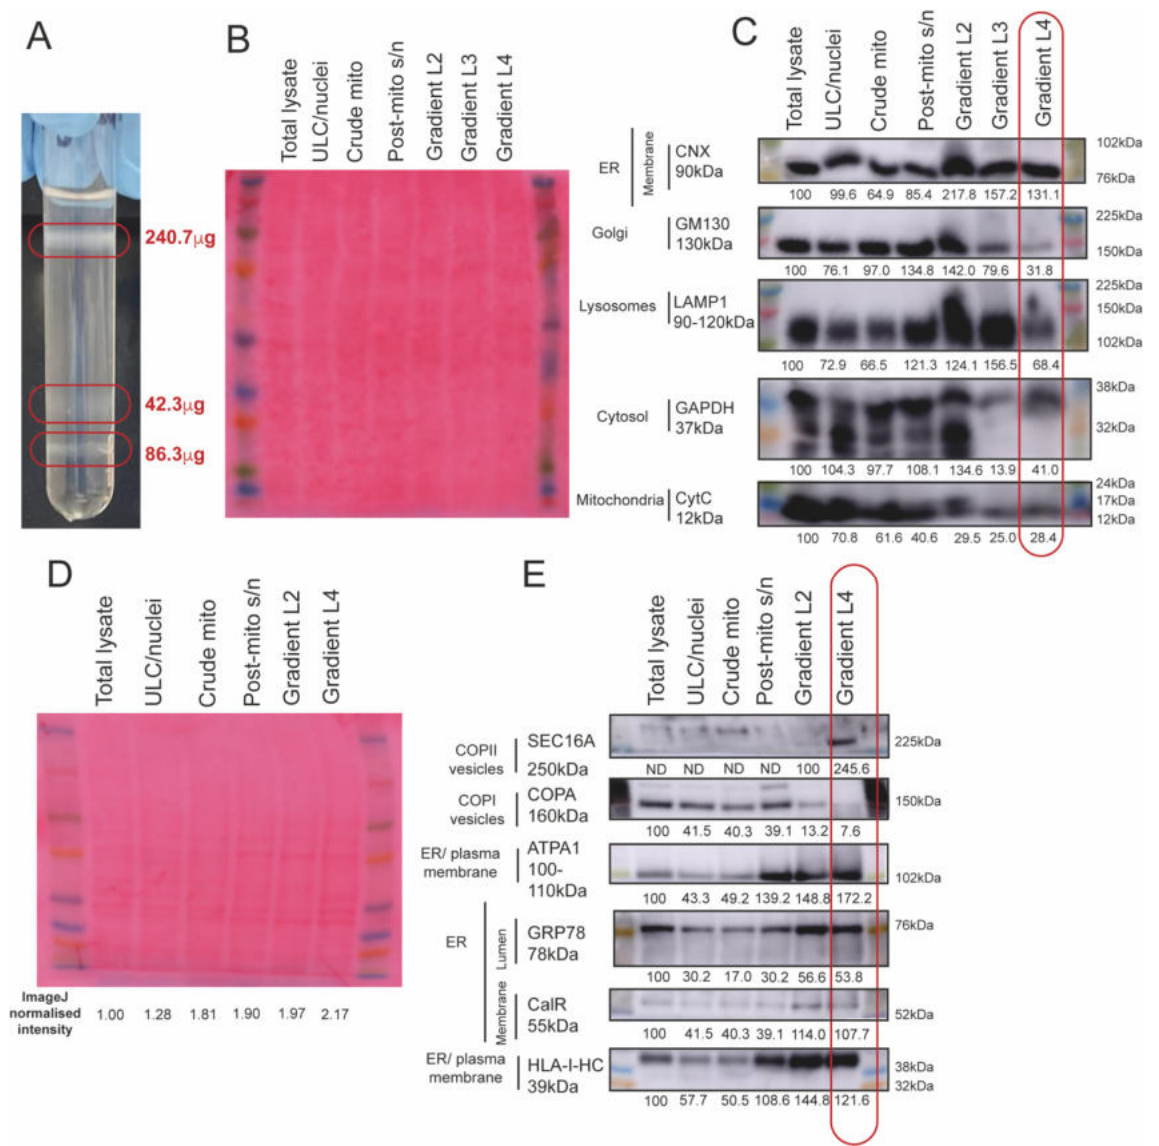 A
240.7µg
42.3µg
86.3µg
B
Total lysate
ULC/nuclei
Crude mito
Post-mito s/n
Gradient L2
Gradient L3
Gradient L4
C
Total lysate
ULC/nuclei
Crude mito
Post-mito s/n
Gradient L2
Gradient L3
Gradient L4
ER
Membrane
CNX
90kDa
102kDa
76kDa
100 99.6 64.9 85.4 217.8 157.2 131.1
Golgi
GM130
130kDa
225kDa
150kDa
100 76.1 97.0 134.8 142.0 79.6 31.8
Lysosomes
LAMP1
90-120kDa
225kDa
150kDa
102kDa
100 72.9 66.5 121.3 124.1 156.5 68.4
Cytosol
GAPDH
37kDa
38kDa
32kDa
100 104.3 97.7 108.1 134.6 13.9 41.0
Mitochondria
CytC
12kDa
24kDa
17kDa
12kDa
100 70.8 61.6 40.6 29.5 25.0 28.4
D
Total lysate
ULC/nuclei
Crude mito
Post-mito s/n
Gradient L2
Gradient L4
ImageJ
normalised
intensity
1.00 1.28 1.81 1.90 1.97 2.17
E
Total lysate
ULC/nuclei
Crude mito
Post-mito s/n
Gradient L2
Gradient L4
COPII
vesicles
SEC16A
250kDa
225kDa
ND ND ND ND 100 245.6
COPI
vesicles
COPA
160kDa
150kDa
100 41.5 40.3 39.1 13.2 7.6
ER/ plasma
membrane
ATPA1
100-
110kDa
102kDa
100 43.3 49.2 139.2 148.8 172.2
ER
Lumen
GRP78
78kDa
76kDa
100 30.2 17.0 30.2 56.6 53.8
Membrane
CalR
55kDa
52kDa
100 41.5 40.3 39.1 114.0 107.7
ER/ plasma
membrane
HLA-I-HC
39kDa
38kDa
32kDa
100 57.7 50.5 108.6 144.8 121.6